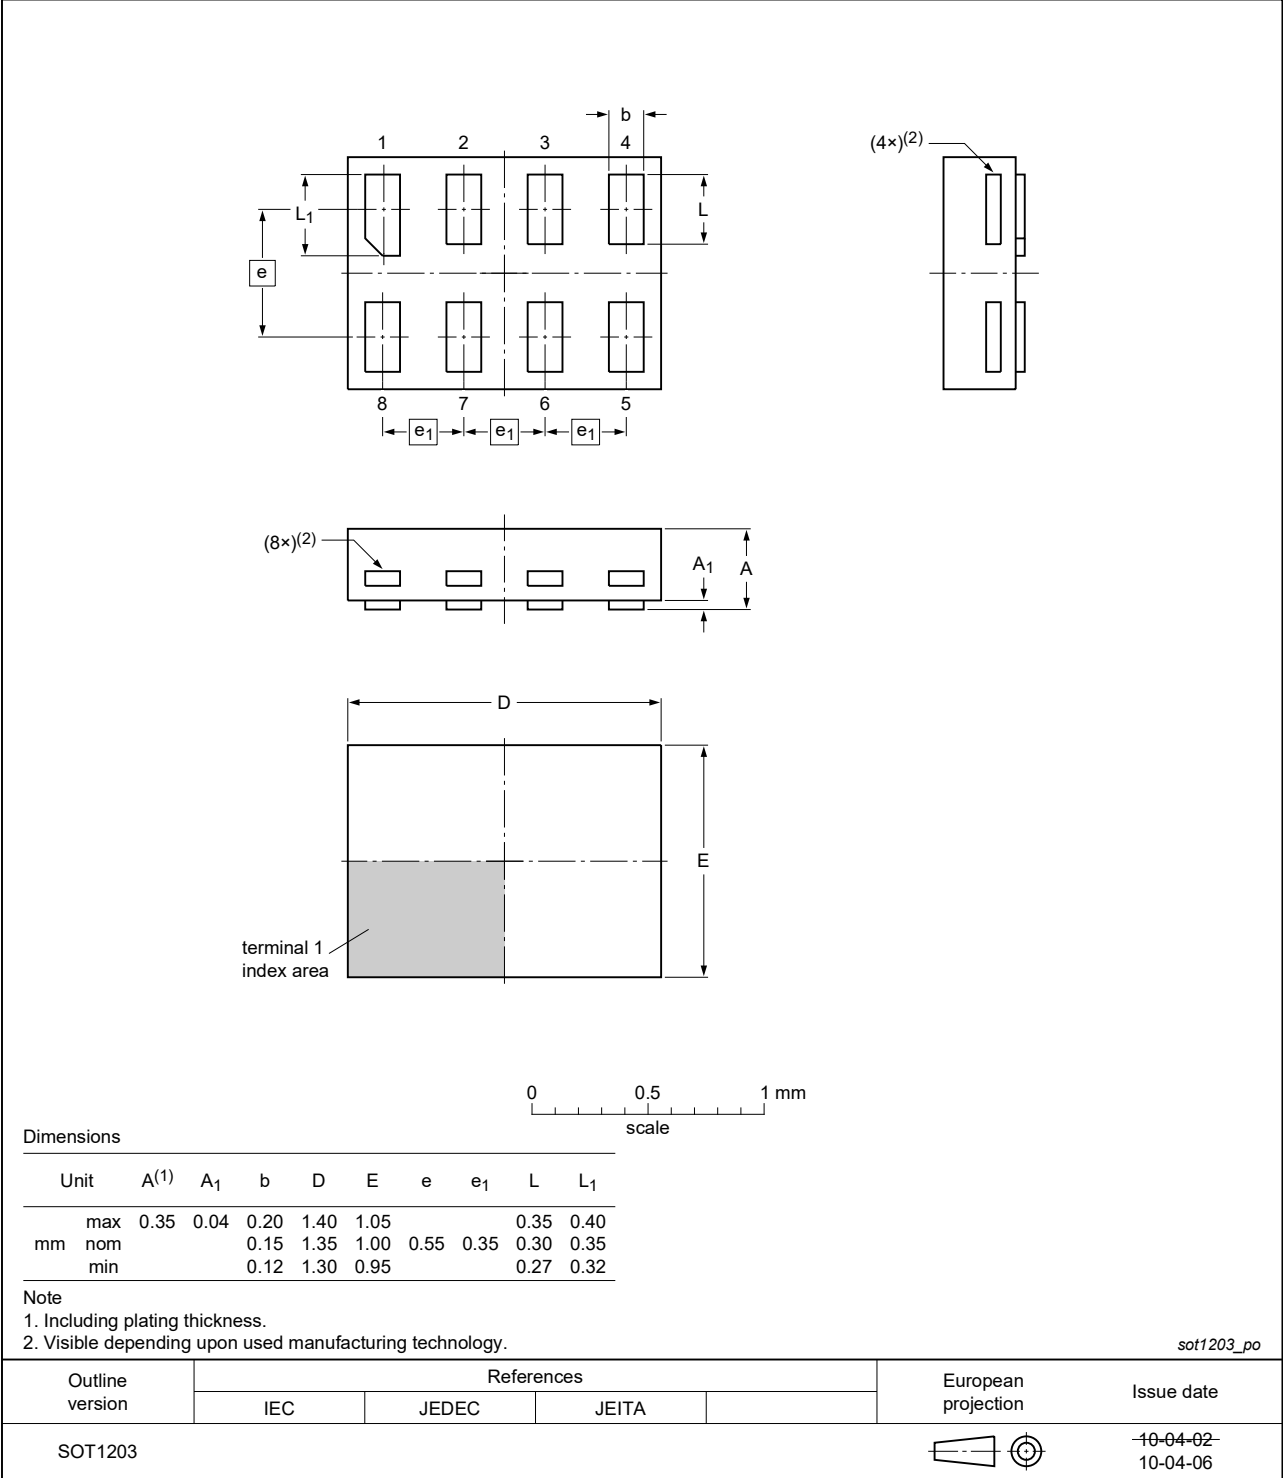 b
1 2 3 4
(4×)(2)
L1
L
e
8 7 6 5
e1 e1 e1
(8×)(2)
A1
A
D
E
terminal 1
index area
0 0.5 1 mm
scale
Dimensions
Unit A(1) A1 b D E e e1 L L1
max 0.35 0.04 0.20 1.40 1.05 0.35 0.40
mm nom 0.15 1.35 1.00 0.55 0.35 0.30 0.35
min 0.12 1.30 0.95 0.27 0.32
Note
1. Including plating thickness.
2. Visible depending upon used manufacturing technology.
sot1203_po
Outline
version
References
IEC JEDEC JEITA
European
projection
Issue date
SOT1203
10-04-02
10-04-06